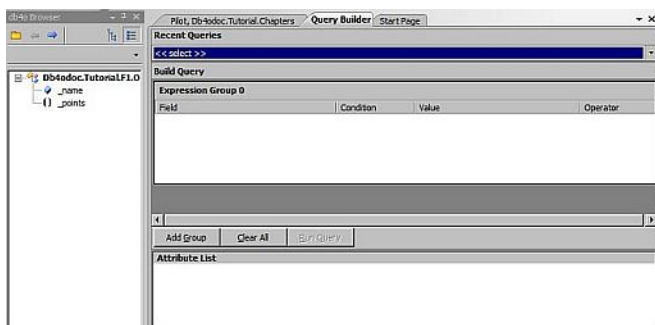 db4o Browser
Pilot, Db4odoc.Tutorial.Chapters
Query Builder
Start Page
Recent Queries
<< select >>
Build Query
Db4odoc.Tutorial.F1.0
_name
_points
Expression Group 0
Field
Condition
Value
Operator
Add Group
Clear All
Run Query
Attribute List